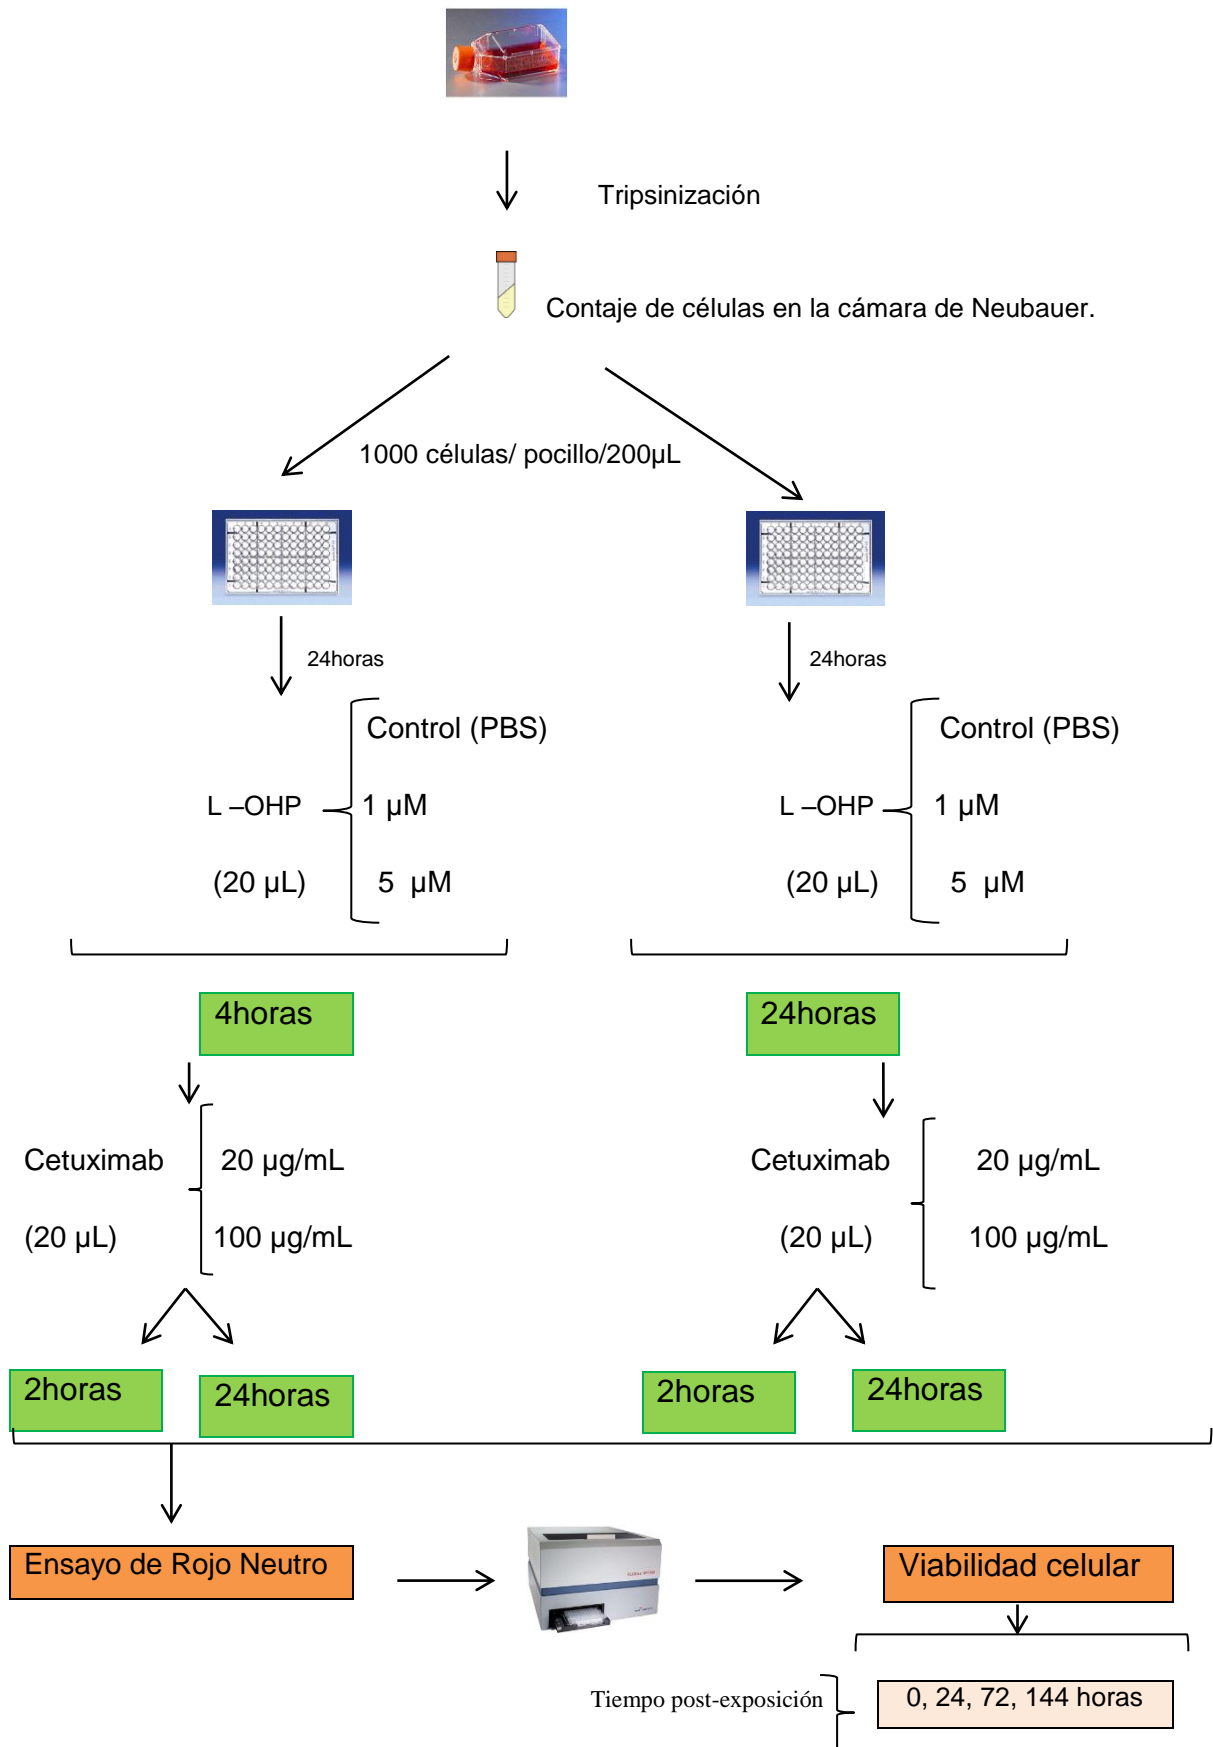 Tripsinización
Contaje de células en la cámara de Neubauer.
1000 células/ pocillo/200µL
24horas
24horas
Control (PBS)
L –OHP
1 µM
(20 µL)
5 µM
Control (PBS)
L –OHP
1 µM
(20 µL)
5 µM
4horas
24horas
Cetuximab
20 µg/mL
(20 µL)
100 µg/mL
Cetuximab
20 µg/mL
(20 µL)
100 µg/mL
2horas
24horas
2horas
24horas
Ensayo de Rojo Neutro
Viabilidad celular
Tiempo post-exposición
0, 24, 72, 144 horas